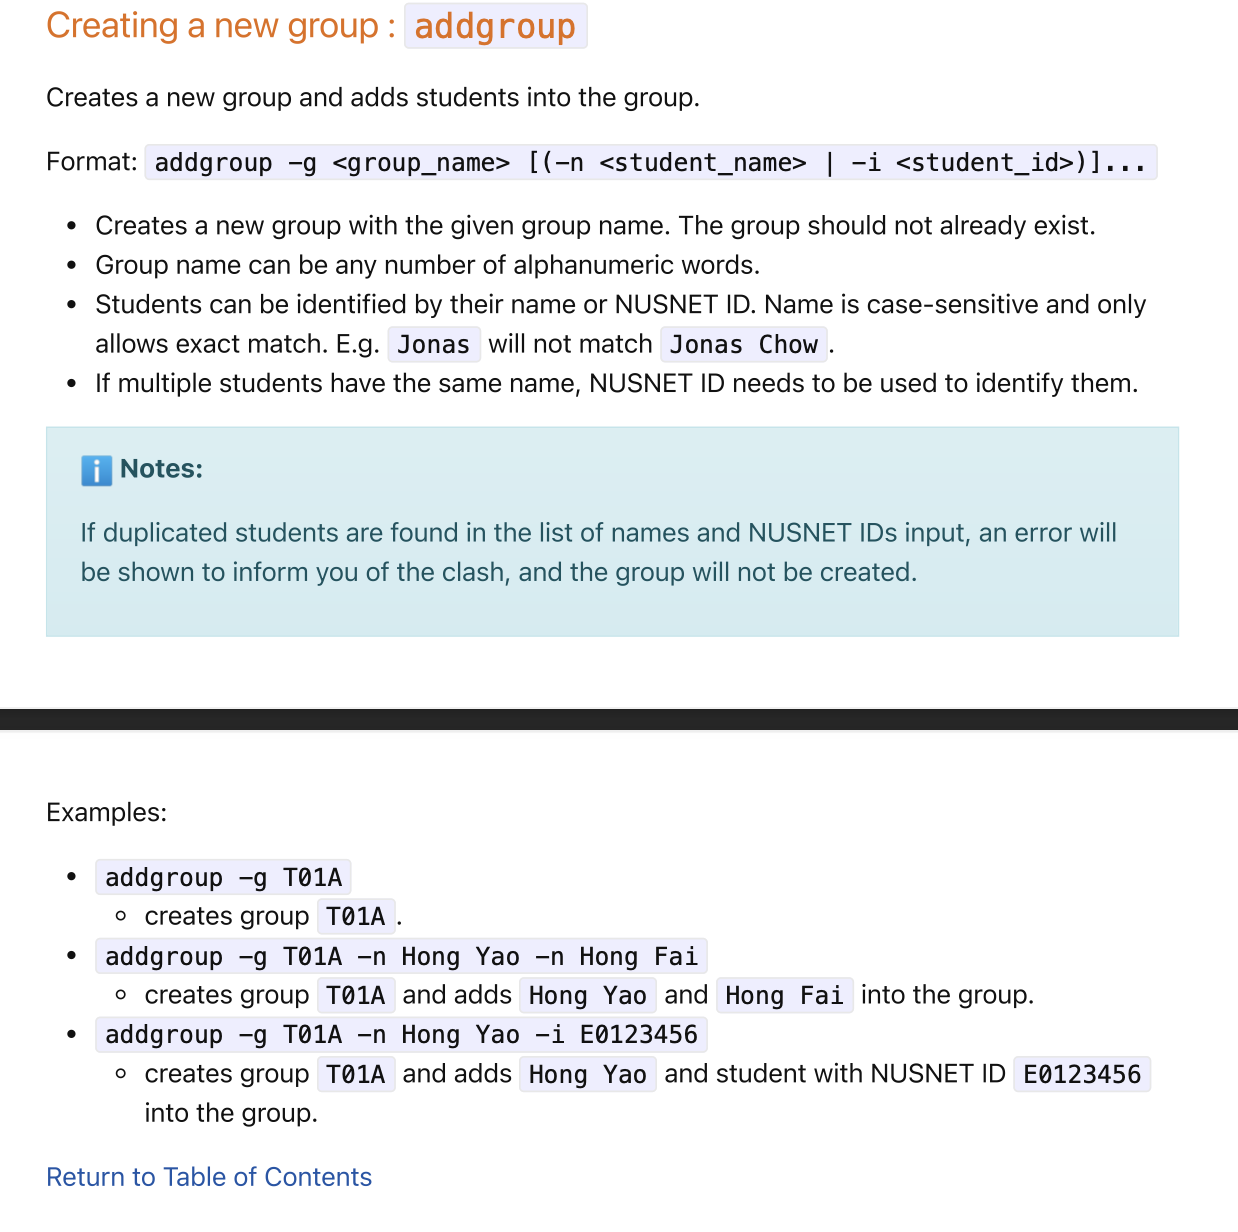 Creating a new group : addgroup
Creates a new group and adds students into the group.
Format: addgroup -g <group_name> [(-n <student_name> | -i <student_id>)]...
• Creates a new group with the given group name. The group should not already exist.
• Group name can be any number of alphanumeric words.
• Students can be identified by their name or NUSNET ID. Name is case-sensitive and only
allows exact match. E.g. Jonas will not match Jonas Chow.
• If multiple students have the same name, NUSNET ID needs to be used to identify them.
ℹ️ Notes:
If duplicated students are found in the list of names and NUSNET IDs input, an error will
be shown to inform you of the clash, and the group will not be created.
Examples:
• addgroup -g T01A
◦ creates group T01A.
• addgroup -g T01A -n Hong Yao -n Hong Fai
◦ creates group T01A and adds Hong Yao and Hong Fai into the group.
• addgroup -g T01A -n Hong Yao -i E0123456
◦ creates group T01A and adds Hong Yao and student with NUSNET ID E0123456
into the group.
Return to Table of Contents